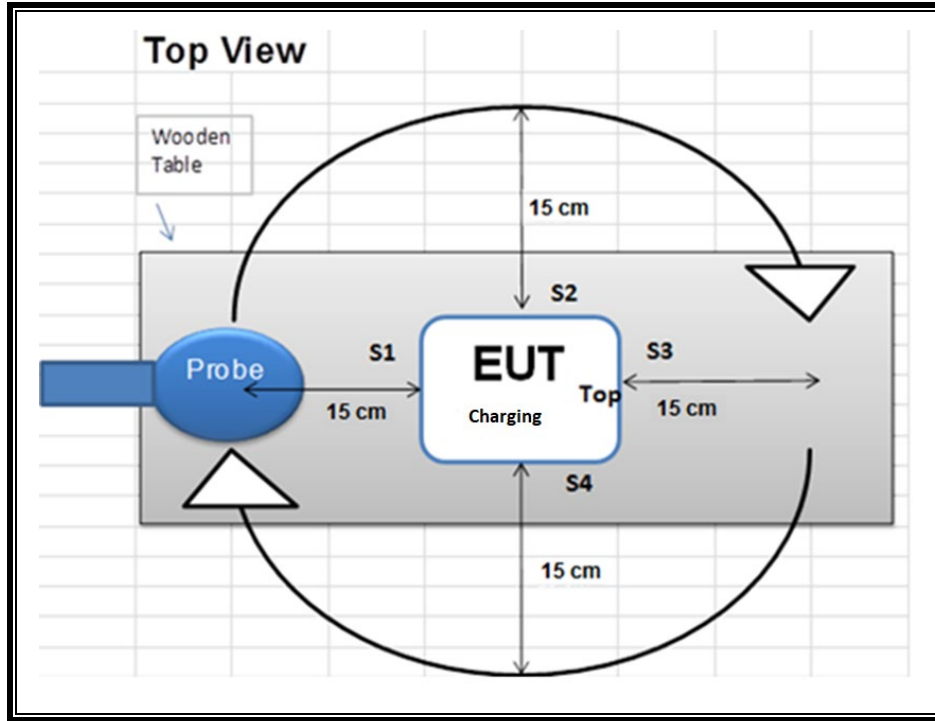 Top View
Wooden
Table
15 cm
S2
Probe
S1
EUT
S3
Top
15 cm
Charging
15 cm
S4
15 cm